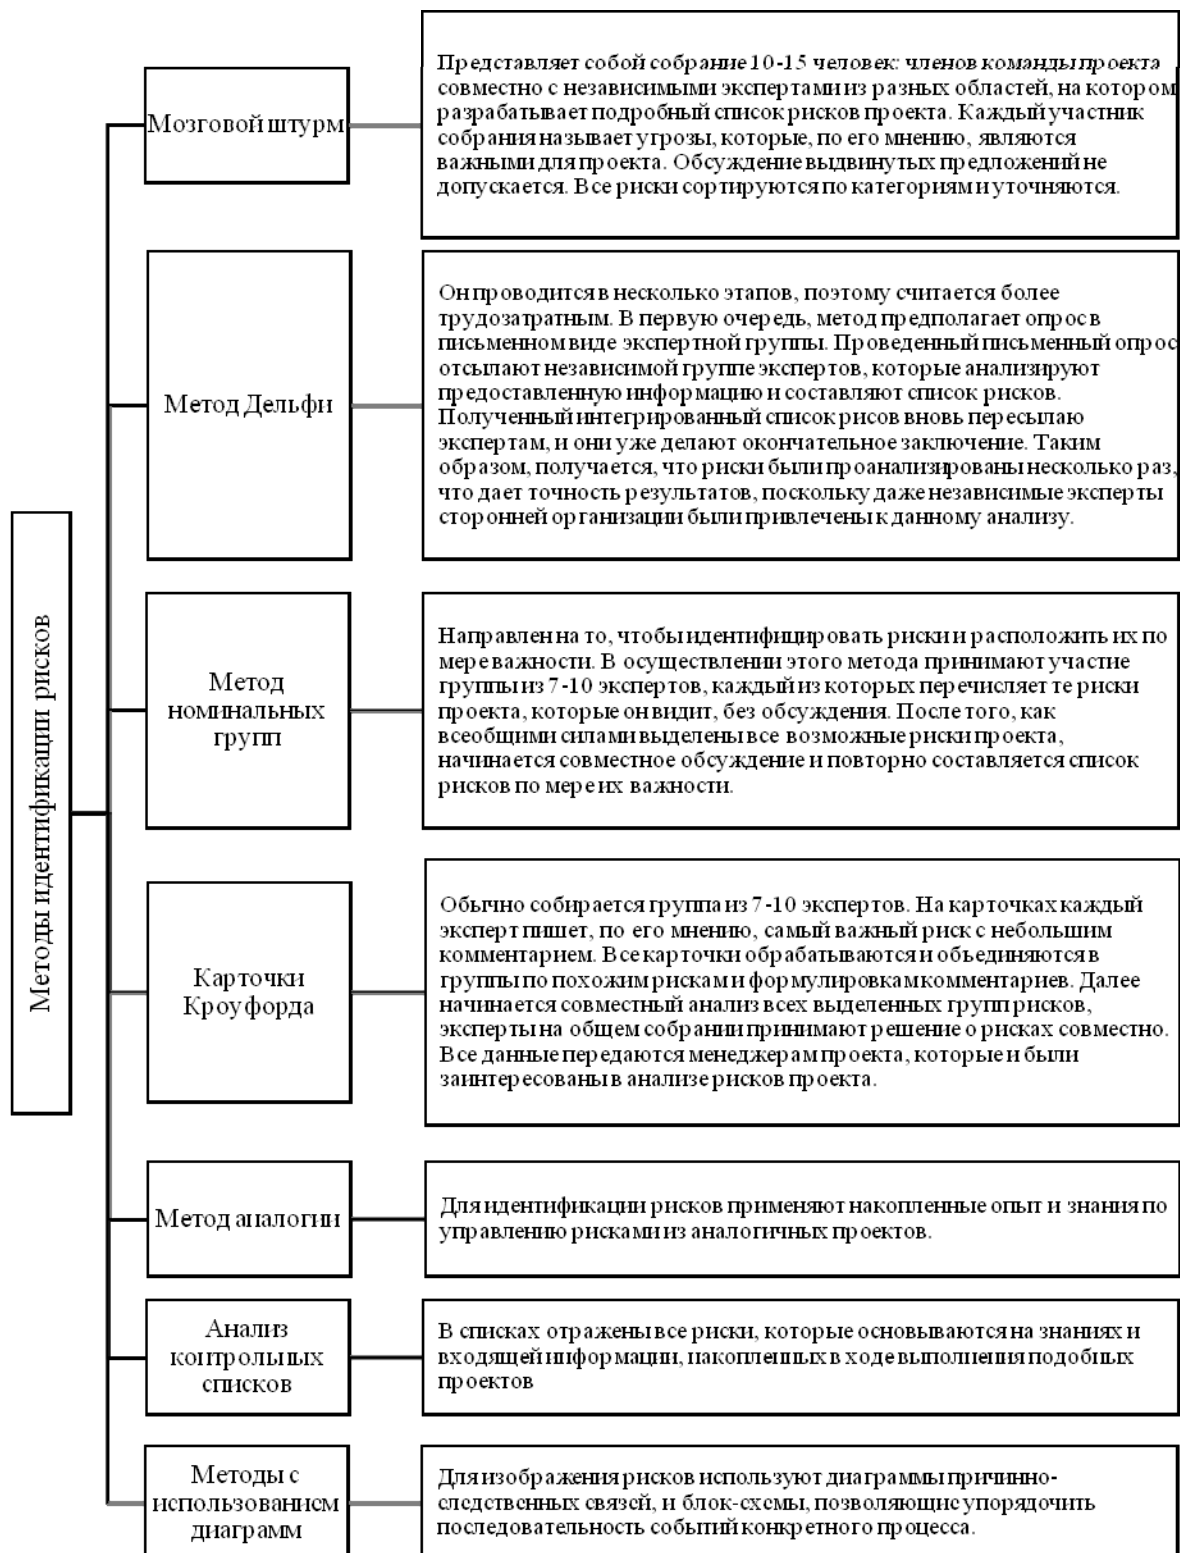 Методы идентификации рисков
Мозговой штурм
Представляет собой собрание 10-15 человек: членов команды проекта
совместно с независимыми экспертами из разных областей, на котором
разрабатывает подробный список рисков проекта. Каждый участник
собрания называет угрозы, которые, по его мнению, являются
важными для проекта. Обсуждение выдвинутых предложений не
допускается. Все риски сортируются по категориям и уточняются.
Метод Дельфи
Он проводится в несколько этапов, поэтому считается более
трудозатратным. В первую очередь, метод предполагает опрос в
письменном виде экспертной группы. Проведенный письменный опрос
отсылают независимой группе экспертов, которые анализируют
предоставленную информацию и составляют список рисков.
Полученный интегрированный список рисов вновь пересылаю
экспертам, и они уже делают окончательное заключение. Таким
образом, получается, что риски были проанализированы несколько раз,
что дает точность результатов, поскольку даже независимые эксперты
сторонней организации были привлечены к данному анализу.
Метод
номинальных
групп
Направлен на то, чтобы идентифицировать риски и расположить их по
мере важности. В осуществлении этого метода принимают участие
группы из 7-10 экспертов, каждый из которых перечисляет те риски
проекта, которые он видит, без обсуждения. После того, как
всеобщими силами выделены все возможные риски проекта,
начинается совместное обсуждение и повторно составляется список
рисков по мере их важности.
Карточки
Кроуфорда
Обычно собирается группа из 7-10 экспертов. На карточках каждый
эксперт пишет, по его мнению, самый важный риск с небольшим
комментарием. Все карточки обрабатываются и объединяются в
группы по похожим рискам и формулировкам комментариев. Далее
начинается совместный анализ всех выделенных групп рисков,
эксперты на общем собрании принимают решение о рисках совместно.
Все данные передаются менеджерам проекта, которые и были
заинтересованы в анализе рисков проекта.
Метод аналогии
Для идентификации рисков применяют накопленные опыт и знания по
управлению рисками из аналогичных проектов.
Анализ
контрольных
списков
В списках отражены все риски, которые основываются на знаниях и
входящей информации, накопленных в ходе выполнения подобных
проектов
Методы с
использованием
диаграмм
Для изображения рисков используют диаграммы причинно-
следственных связей, и блок-схемы, позволяющие упорядочить
последовательность событий конкретного процесса.